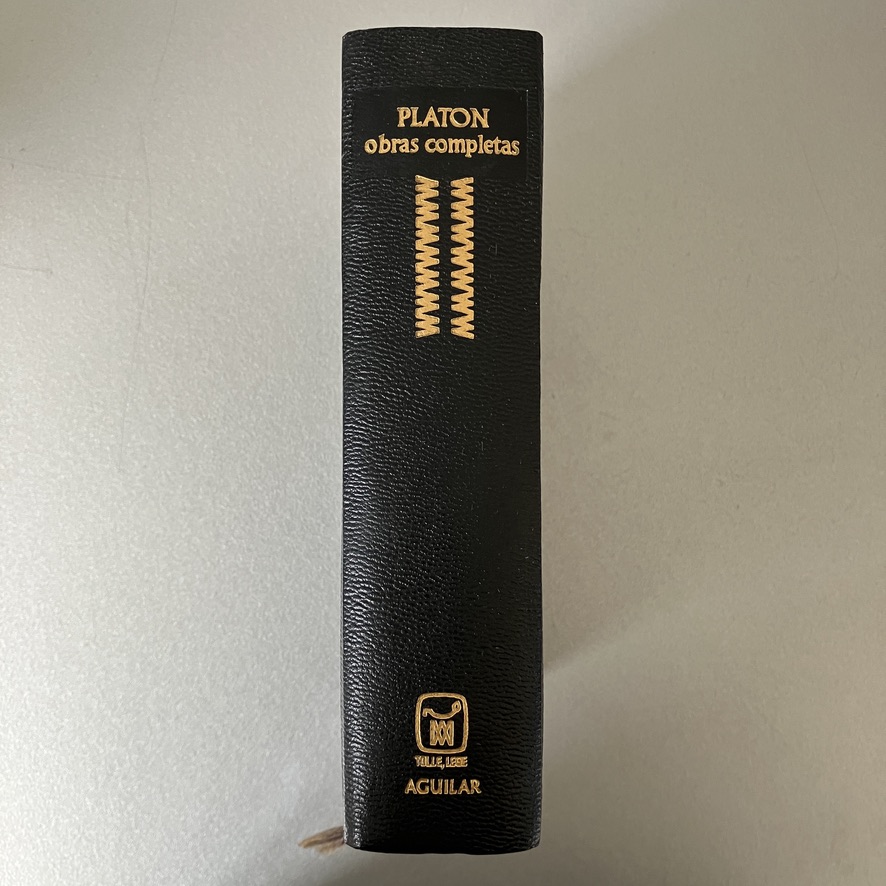 PLATON
obras completas
TOLLE, LEGE
AGUILAR